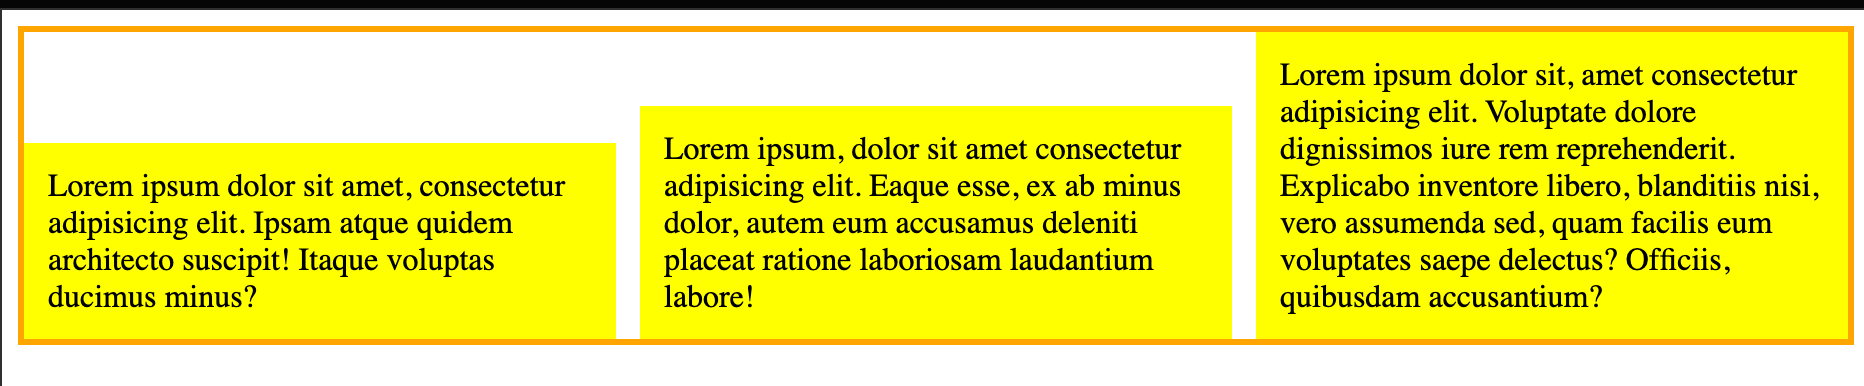 Lorem ipsum dolor sit amet, consectetur
adipisicing elit. Ipsam atque quidem
architecto suscipit! Itaque voluptas
ducimus minus?
Lorem ipsum, dolor sit amet consectetur
adipisicing elit. Eaque esse, ex ab minus
dolor, autem eum accusamus deleniti
placeat ratione laboriosam laudantium
labore!
Lorem ipsum dolor sit, amet consectetur
adipisicing elit. Voluptate dolore
dignissimos iure rem reprehenderit.
Explicabo inventore libero, blanditiis nisi,
vero assumenda sed, quam facilis eum
voluptates saepe delectus? Officiis,
quibusdam accusantium?